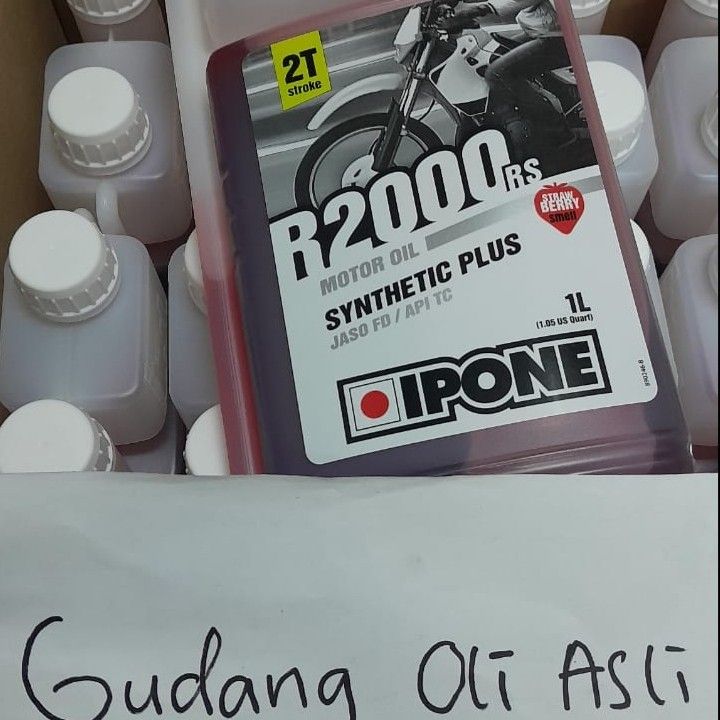 2T
stroke
R2000RS
STRAW
BERRY
smell
MOTOR OIL
SYNTHETIC PLUS
JASO FD / API TC
1L
(1.05 US Quart)
IPONE
Gudang Oli Asli